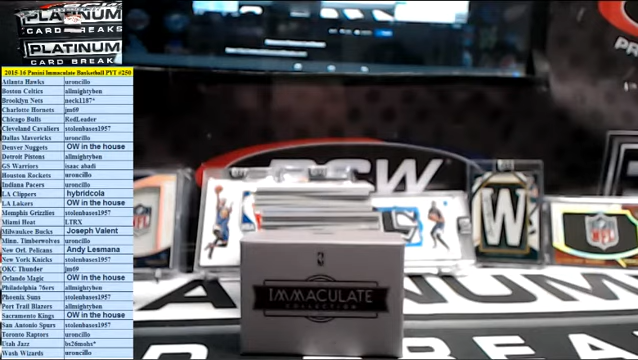 PLATINUM
CARD BREAKS
PLATINUM
CARD BREAKS
2015-16 Panini Immaculate Basketball PYT #250
Atlanta Hawks uroncillo
Boston Celtics allmightyben
Brooklyn Nets neck1187*
Charlotte Hornets jm69
Chicago Bulls RedLeader
Cleveland Cavaliers stolenbases1957
Dallas Mavericks uroncillo
Denver Nuggets OW in the house
Detroit Pistons allmightyben
GS Warriors isaac abadi
Houston Rockets uroncillo
Indiana Pacers uroncillo
LA Clippers hybridcola
LA Lakers OW in the house
Memphis Grizzlies stolenbases1957
Miami Heat LTRX
Milwaukee Bucks Joseph Valent
Minn. Timberwolves uroncillo
New Orl. Pelicans Andy Lesmana
New York Knicks stolenbases1957
OKC Thunder jm69
Orlando Magic OW in the house
Philadelphia 76ers allmightyben
Phoenix Suns stolenbases1957
Port Trail Blazers allmightyben
Sacramento Kings OW in the house
San Antonio Spurs stolenbases1957
Toronto Raptors uroncillo
Utah Jazz bs26mohs*
Wash Wizards uroncillo
PCW
W
NFL
IMMACULATE
COLLECTION